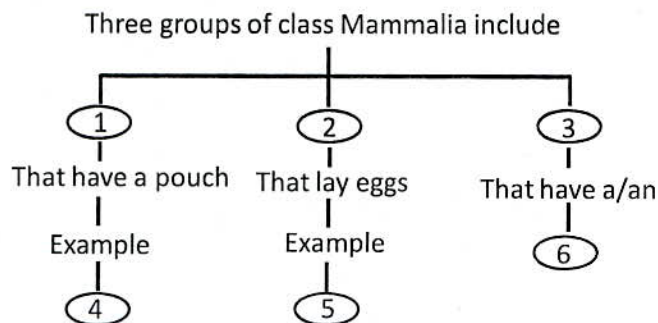 Three groups of class Mammalia include
1 2 3
That have a pouch That lay eggs That have a/an
Example Example 6
4 5